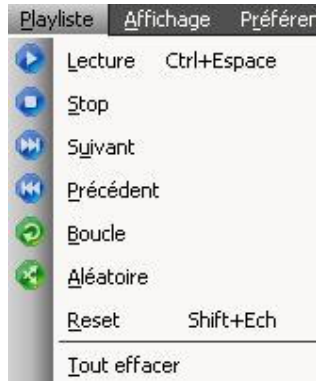 Playliste Affichage Préféren
Lecture Ctrl+Espace
Stop
Suivant
Précédent
Boucle
Aléatoire
Reset Shift+Ech
Tout effacer